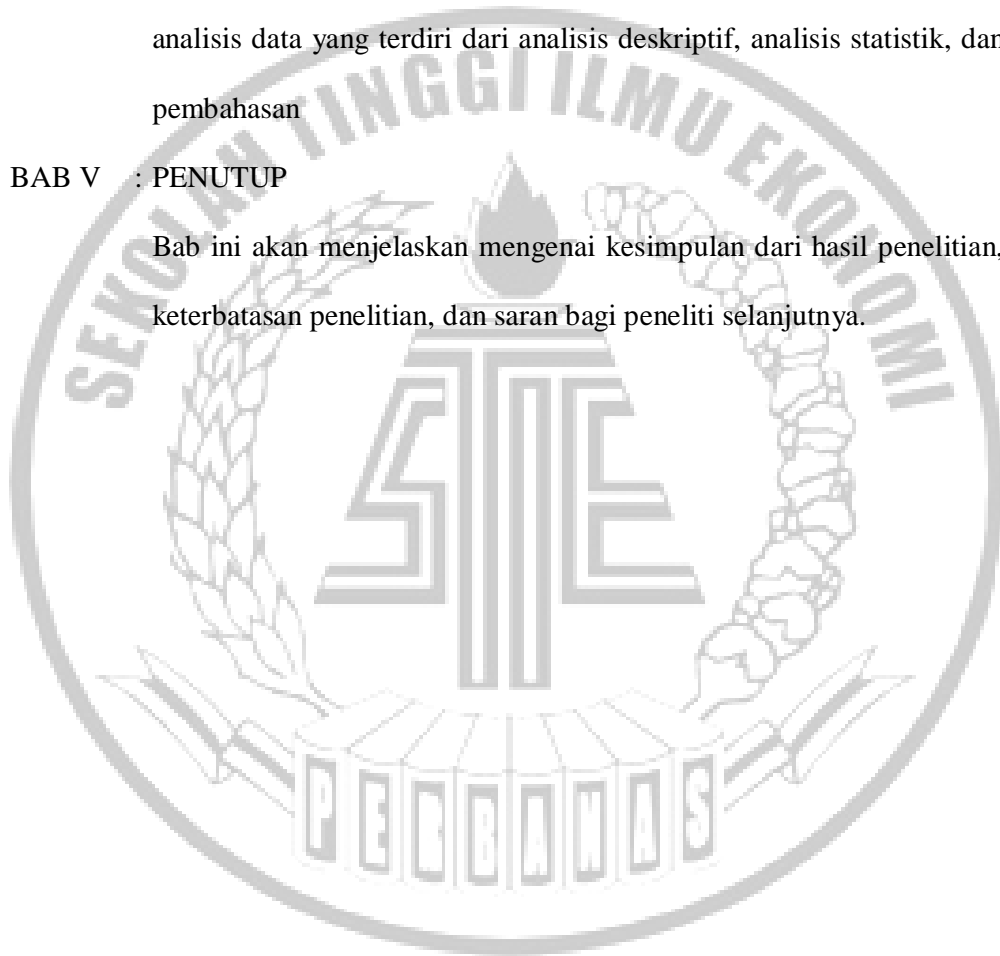 analisis data yang terdiri dari analisis deskriptif, analisis statistik, dan
pembahasan
BAB V : PENUTUP
Bab ini akan menjelaskan mengenai kesimpulan dari hasil penelitian,
keterbatasan penelitian, dan saran bagi peneliti selanjutnya.
SEKOLAH TINGGI ILMU EKONOMI
STIE
PERBANAS